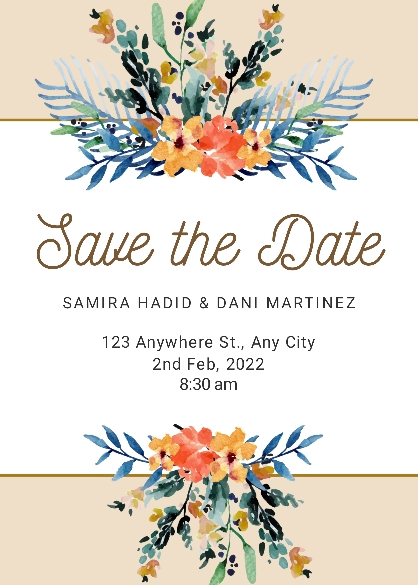 Save the Date
SAMIRA HADID & DANI MARTINEZ
123 Anywhere St., Any City
2nd Feb, 2022
8:30 am